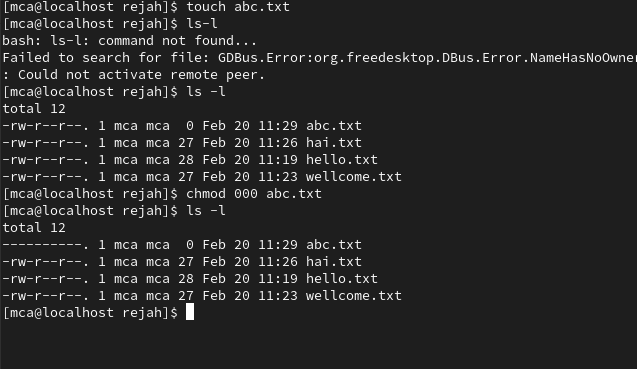 [mca@localhost rejah]$ touch abc.txt
[mca@localhost rejah]$ ls-l
bash: ls-l: command not found...
Failed to search for file: GDBus.Error:org.freedesktop.DBus.Error.NameHasNoOwner
: Could not activate remote peer.
[mca@localhost rejah]$ ls -l
total 12
-rw-r--r--. 1 mca mca  0 Feb 20 11:29 abc.txt
-rw-r--r--. 1 mca mca 27 Feb 20 11:26 hai.txt
-rw-r--r--. 1 mca mca 28 Feb 20 11:19 hello.txt
-rw-r--r--. 1 mca mca 27 Feb 20 11:23 wellcome.txt
[mca@localhost rejah]$ chmod 000 abc.txt
[mca@localhost rejah]$ ls -l
total 12
----------. 1 mca mca  0 Feb 20 11:29 abc.txt
-rw-r--r--. 1 mca mca 27 Feb 20 11:26 hai.txt
-rw-r--r--. 1 mca mca 28 Feb 20 11:19 hello.txt
-rw-r--r--. 1 mca mca 27 Feb 20 11:23 wellcome.txt
[mca@localhost rejah]$